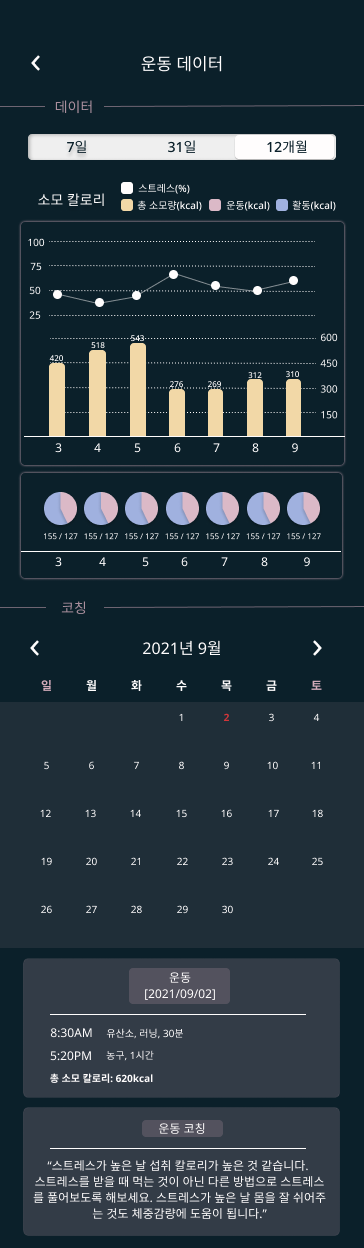 운동 데이터
데이터
7일 31일 12개월
소모 칼로리
스트레스(%)
총 소모량(kcal) 운동(kcal) 활동(kcal)
100
75
50
25
600
450
300
150
420 518 543 276 269 312 310
3 4 5 6 7 8 9
155 / 127 155 / 127 155 / 127 155 / 127 155 / 127 155 / 127 155 / 127
3 4 5 6 7 8 9
코칭
2021년 9월
일 월 화 수 목 금 토
1 2 3 4
5 6 7 8 9 10 11
12 13 14 15 16 17 18
19 20 21 22 23 24 25
26 27 28 29 30
운동
[2021/09/02]
8:30AM 유산소, 러닝, 30분
5:20PM 농구, 1시간
총 소모 칼로리: 620kcal
운동 코칭
“스트레스가 높은 날 섭취 칼로리가 높은 것 같습니다.
스트레스를 받을 때 먹는 것이 아닌 다른 방법으로 스트레스
를 풀어보도록 해보세요. 스트레스가 높은 날 몸을 잘 쉬어주
는 것도 체중감량에 도움이 됩니다.”